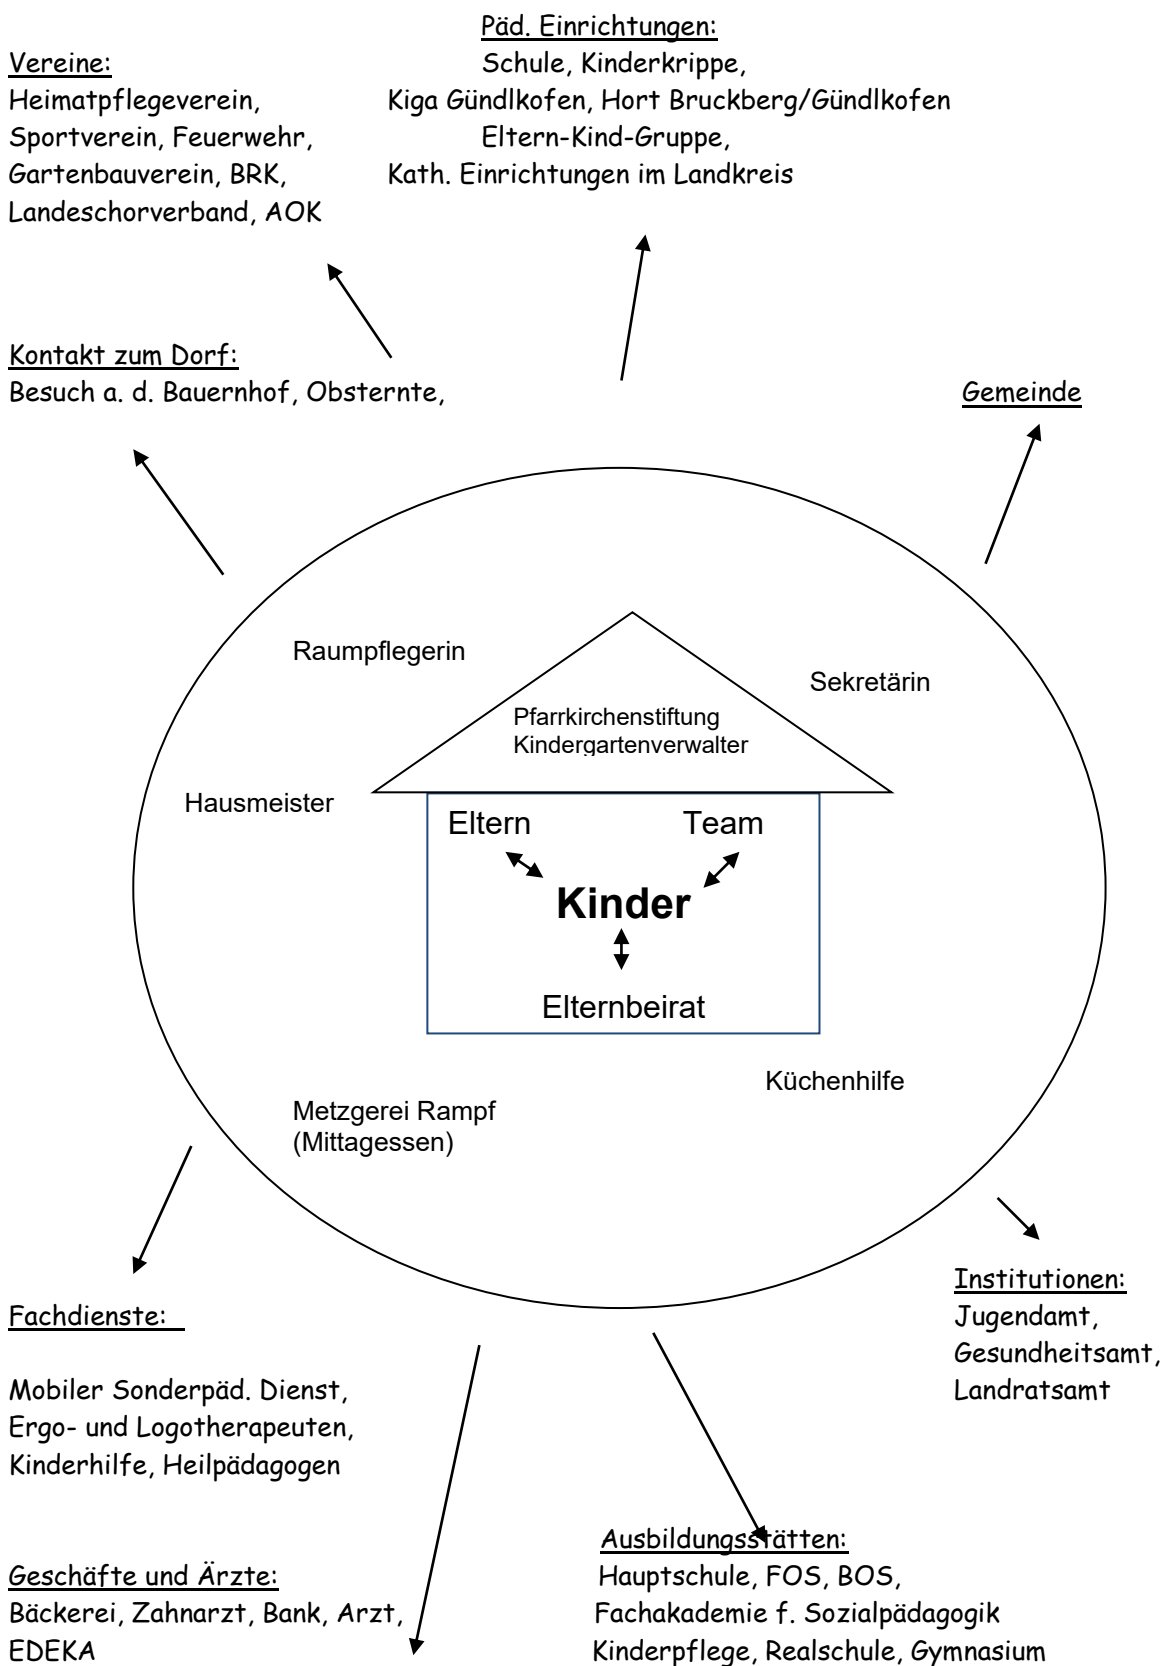 Päd. Einrichtungen:
Schule, Kinderkrippe,
Kiga Gündlkofen, Hort Bruckberg/Gündlkofen
Eltern-Kind-Gruppe,
Kath. Einrichtungen im Landkreis
Vereine:
Heimatpflegeverein,
Sportverein, Feuerwehr,
Gartenbauverein, BRK,
Landeschorverband, AOK
Kontakt zum Dorf:
Besuch a. d. Bauernhof, Obsternte,
Gemeinde
Raumpflegerin
Sekretärin
Pfarrkirchenstiftung
Kindergartenverwalter
Hausmeister
Eltern
Team
Kinder
Elternbeirat
Küchenhilfe
Metzgerei Rampf
(Mittagessen)
Fachdienste:
Mobiler Sonderpäd. Dienst,
Ergo- und Logotherapeuten,
Kinderhilfe, Heilpädagogen
Institutionen:
Jugendamt,
Gesundheitsamt,
Landratsamt
Geschäfte und Ärzte:
Bäckerei, Zahnarzt, Bank, Arzt,
EDEKA
Ausbildungsstätten:
Hauptschule, FOS, BOS,
Fachakademie f. Sozialpädagogik
Kinderpflege, Realschule, Gymnasium